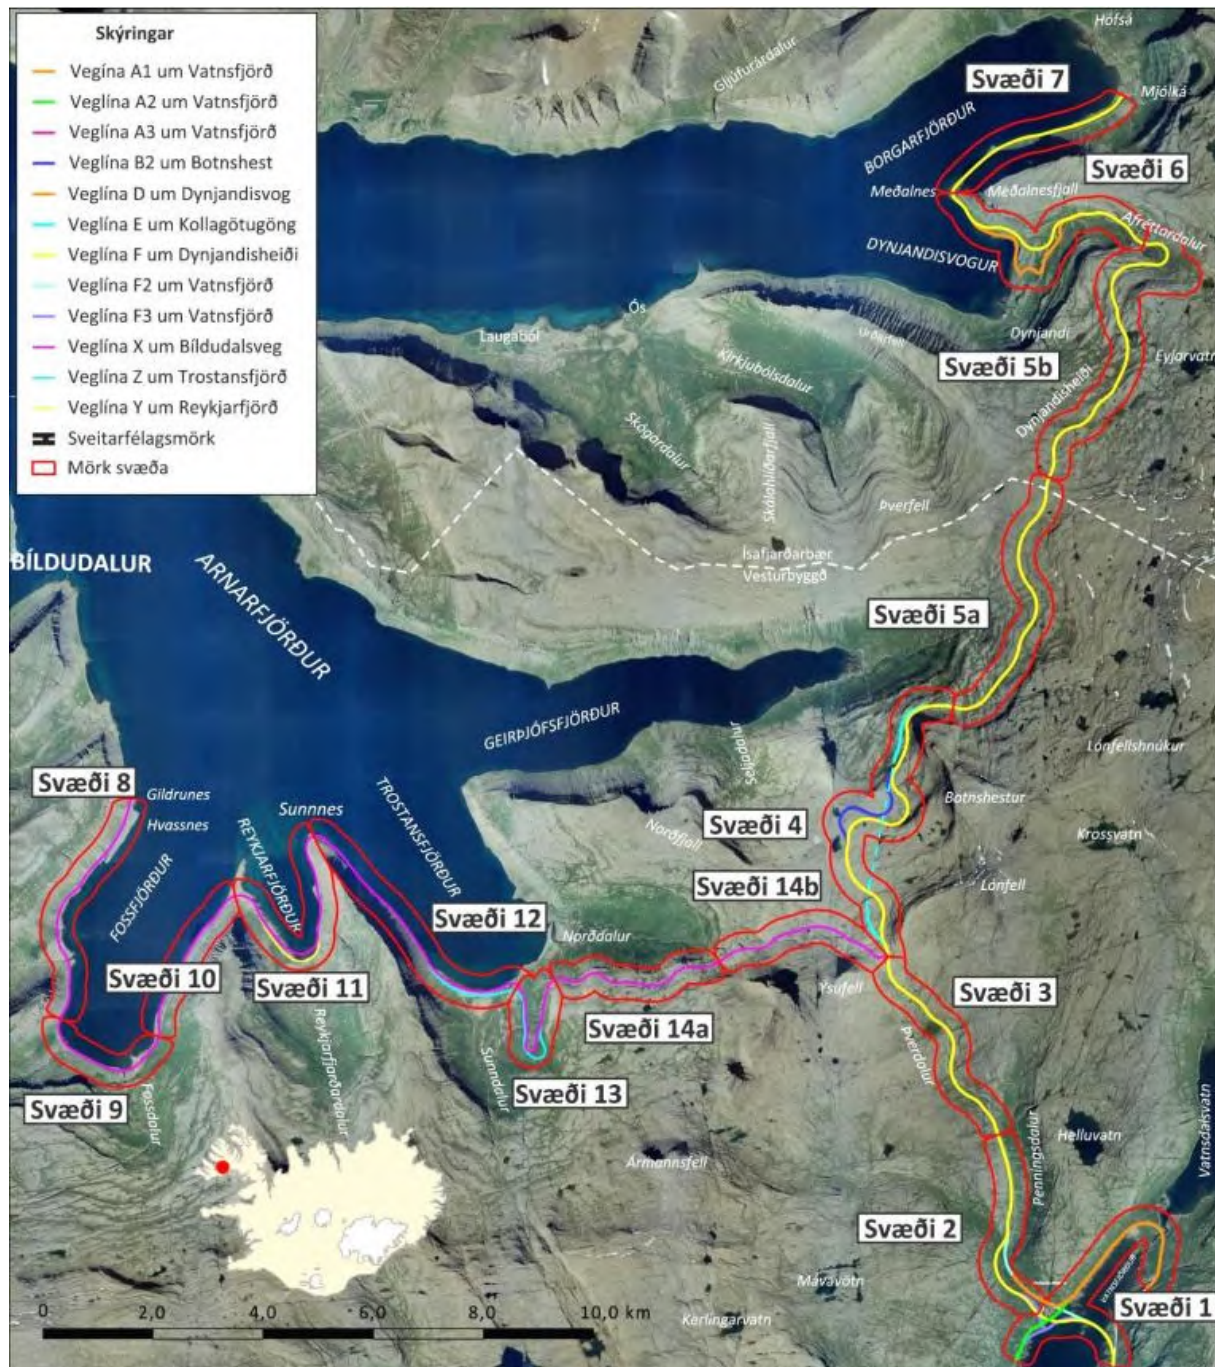 Skýringar
Vegína A1 um Vatnsfjörð
Veglína A2 um Vatnsfjörð
Veglína A3 um Vatnsfjörð
Veglína B2 um Botnshest
Veglína D um Dynjandisvog
Veglína E um Kollagötugöng
Veglína F um Dynjandisheiði
Veglína F2 um Vatnsfjörð
Veglína F3 um Vatnsfjörð
Veglína X um Bíldudalsveg
Veglína Z um Trostansfjörð
Veglína Y um Reykjarfjörð
Sveitarfélagsmörk
Mörk svæða
Hófsá
Gljúfurárdalur
Svæði 7
Mjólká
BORGARFJÖRÐUR
Svæði 6
Meðalnes
Meðalnesfjall
Afréttardalur
DYNJANDISVOGUR
Ós
Laugaból
Dynjandi
Urðarfell
Svæði 5b
Eyjarvatn
Kirkjubólsdalur
Dynjandisheiði
Skógardalur
Skálahlíðarfjall
Þverfell
BÍLDUDALUR
ARNARFJÖRÐUR
Ísafjarðarbær
Vesturbyggð
Svæði 5a
GEIRÞJÓFSFJÖRÐUR
Seljadalur
Lónfellshnúkur
Svæði 8
Gildrunes
Hvassnes
Sunnnes
TROSTANSFJÖRÐUR
REYKJARFJÖRÐUR
Botnshestur
Svæði 4
Norðfjall
Krossvatn
FOSSFJÖRÐUR
Svæði 14b
Lónfell
Svæði 12
Norðdalur
Svæði 10
Svæði 11
Ysufell
Svæði 3
Svæði 14a
Reykjarfjarðardalur
Sunndalur
Þverdalur
Svæði 9
Fossdalur
Svæði 13
Helluvatn
Penningsdalur
Vatnsdalsvatn
Ármannsfell
Svæði 2
Mávavötn
Svæði 1
Kerlingarvatn
0 2,0 4,0 6,0 8,0 10,0 km